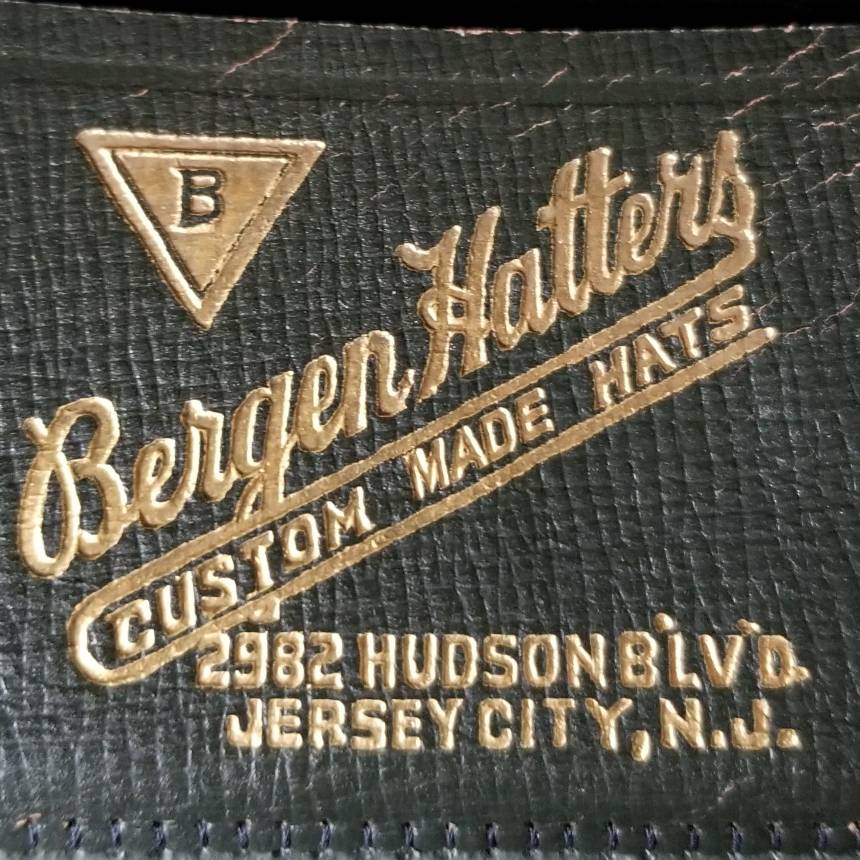 B
Bergen Hatters
CUSTOM MADE HATS
2982 HUDSON B'LV'D.
JERSEY CITY, N.J.